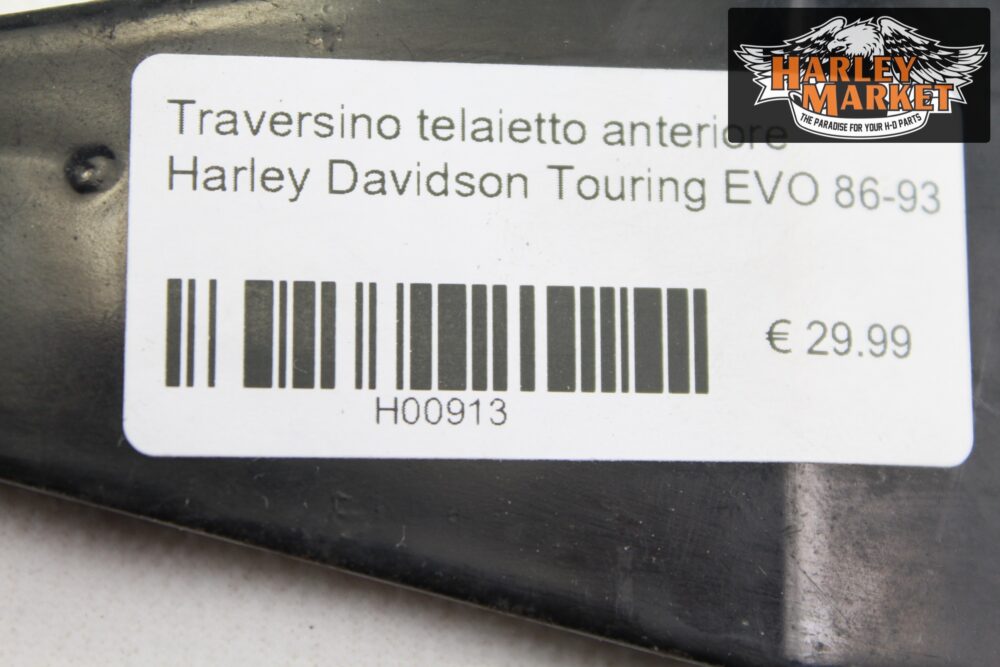 HARLEY
MARKET
THE PARADISE FOR YOUR H-D PARTS
Traversino telaietto anteriore
Harley Davidson Touring EVO 86-93
€ 29.99
H00913